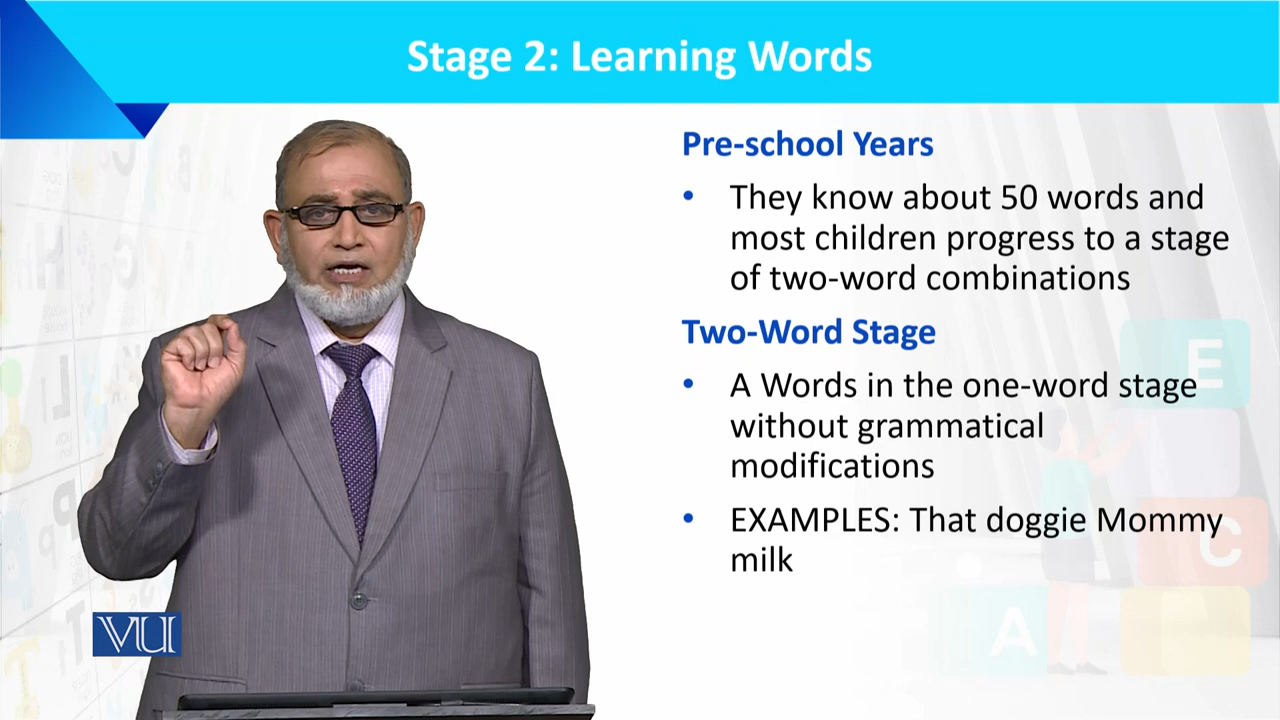 Stage 2: Learning Words
Pre-school Years
• They know about 50 words and
most children progress to a stage
of two-word combinations
Two-Word Stage
• A Words in the one-word stage
without grammatical
modifications
• EXAMPLES: That doggie Mommy
milk
E
C
A
VU